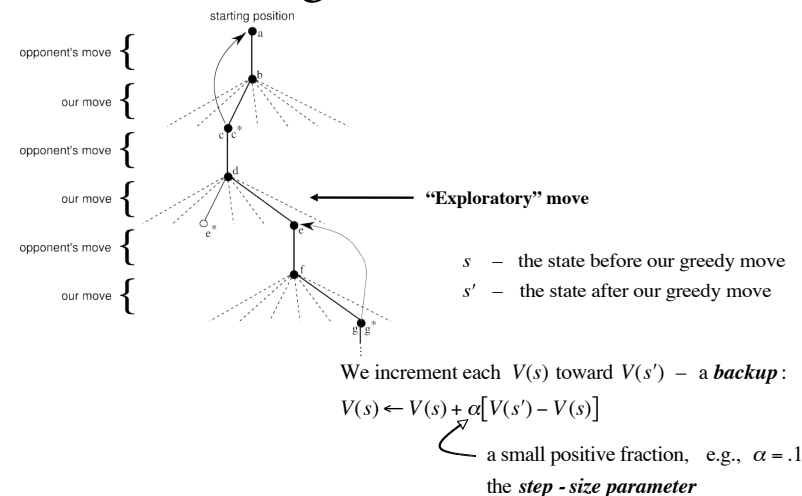 starting position
a
opponent's move {
b
our move {
c c*
opponent's move {
d
our move {
“Exploratory” move
e*
e
opponent's move {
f
our move {
g g*
s – the state before our greedy move
s′ – the state after our greedy move
We increment each V(s) toward V(s′) – a backup :
V(s) ← V(s) + α[V(s′) – V(s)]
a small positive fraction, e.g., α = .1
the step - size parameter